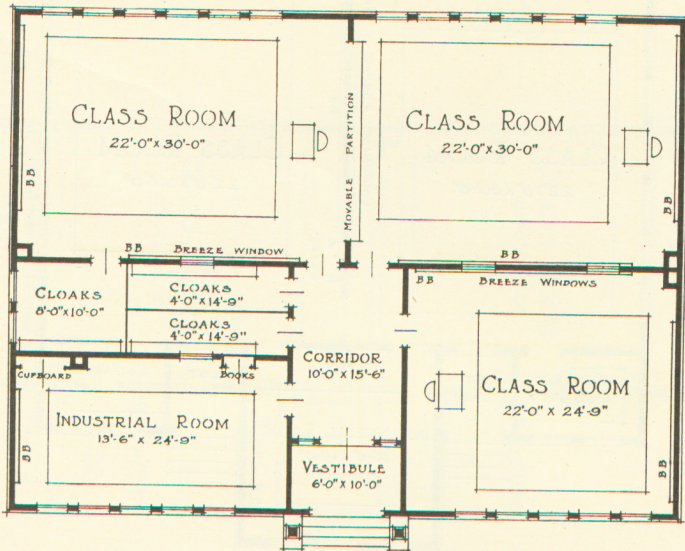 CLASS ROOM
22'-0" x 30'-0"
BB
MOVABLE PARTITION
CLASS ROOM
22'-0" x 30'-0"
BB
BB
BREEZE WINDOW
BB
BB
BREEZE WINDOWS
CLOAKS
8'-0" x 10'-0"
CLOAKS
4'-0" x 14'-9"
CLOAKS
4'-0" x 14'-9"
CORRIDOR
10'-0" x 15'-6"
CUPBOARD
BOOKS
INDUSTRIAL ROOM
13'-6" x 24'-9"
BB
CLASS ROOM
22'-0" x 24'-9"
BB
VESTIBULE
6'-0" x 10'-0"